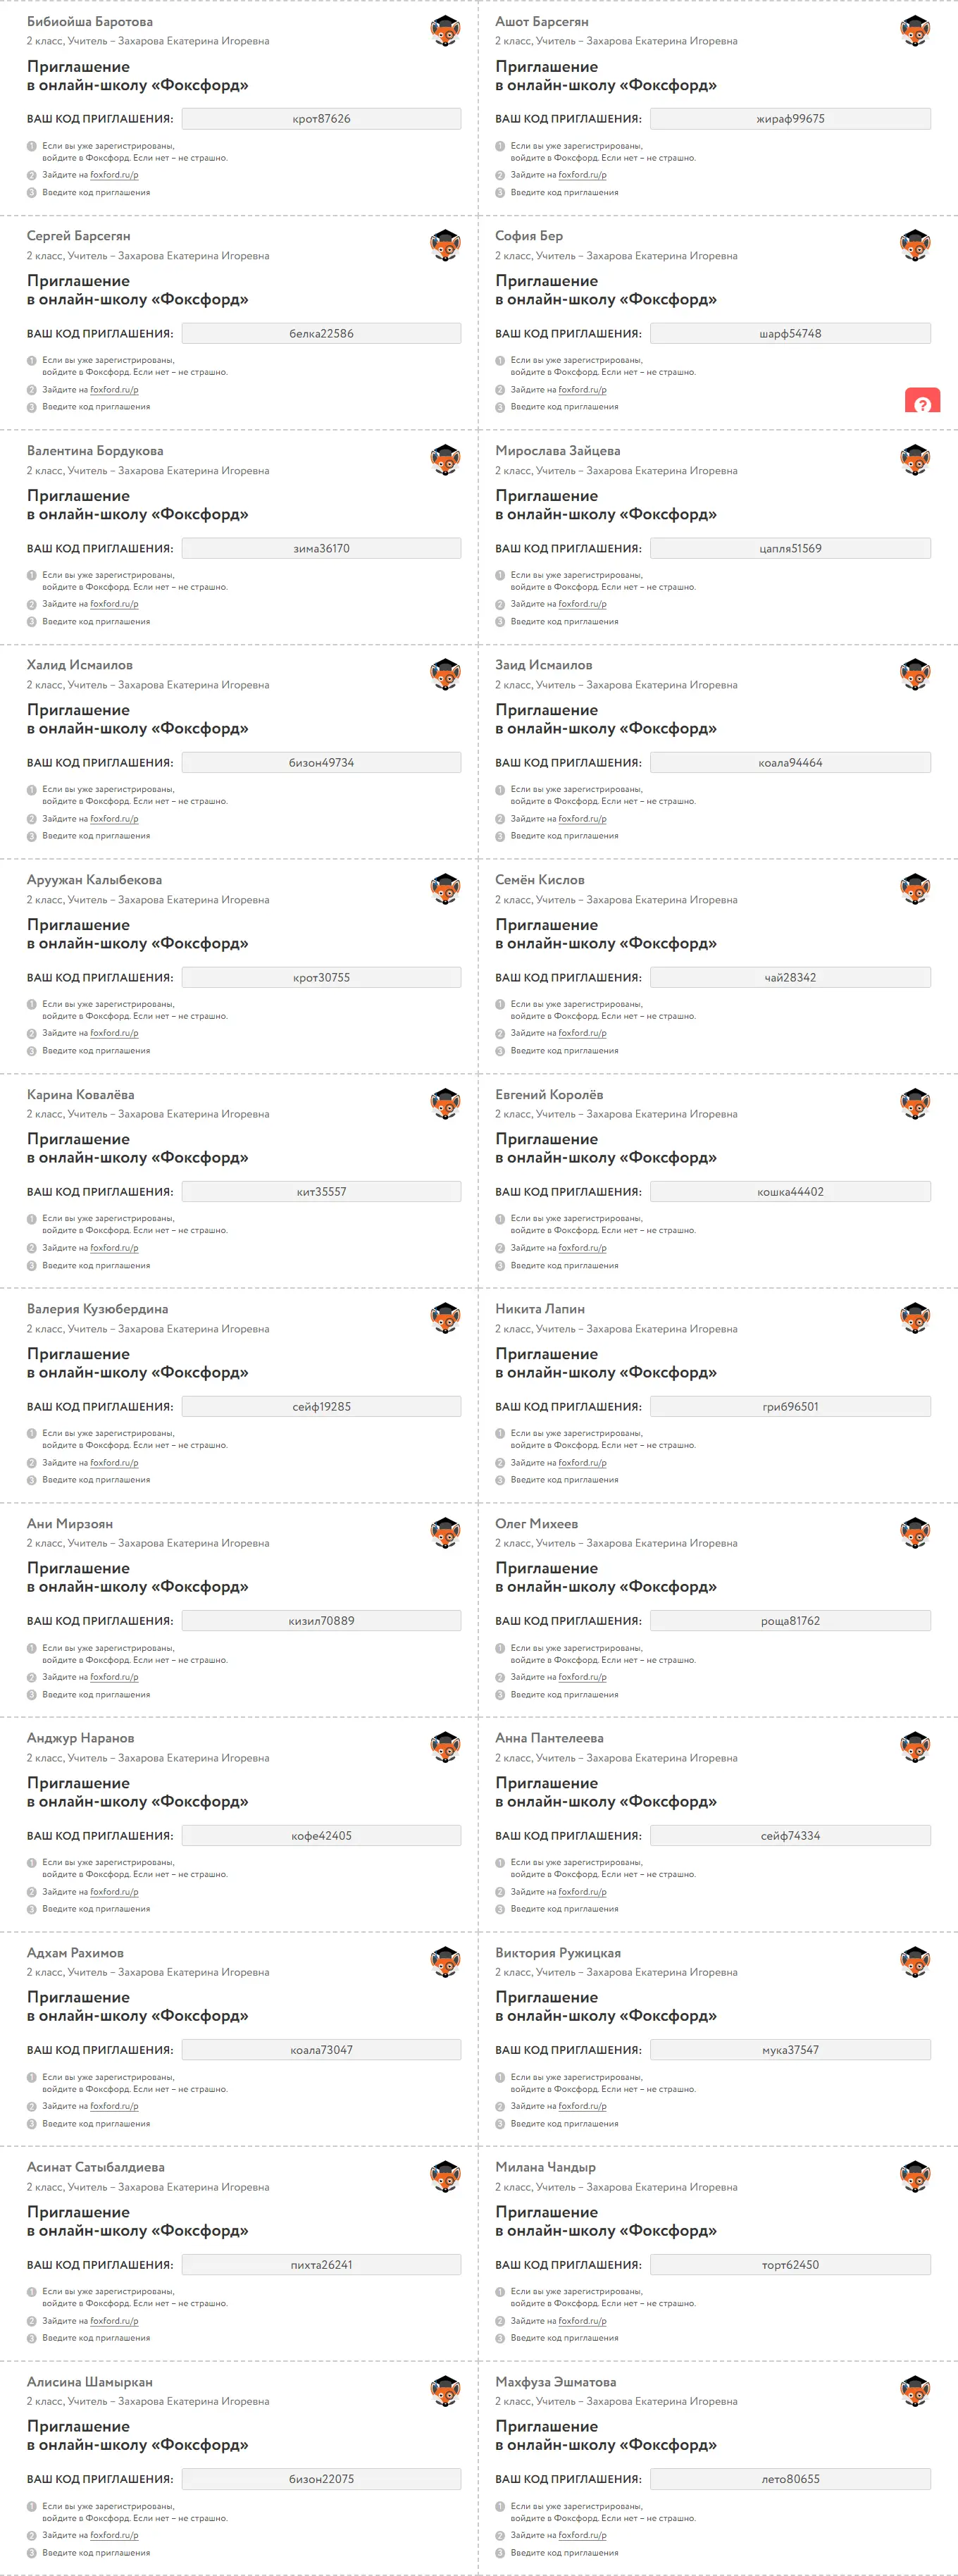 Бибиойша Баротова
2 класс, Учитель – Захарова Екатерина Игоревна
Приглашение
в онлайн-школу «Фоксфорд»
ВАШ КОД ПРИГЛАШЕНИЯ: крот87626
1 Если вы уже зарегистрированы,
войдите в Фоксфорд. Если нет – не страшно.
2 Зайдите на foxford.ru/p
3 Введите код приглашения
Ашот Барсегян
2 класс, Учитель – Захарова Екатерина Игоревна
Приглашение
в онлайн-школу «Фоксфорд»
ВАШ КОД ПРИГЛАШЕНИЯ: жираф99675
1 Если вы уже зарегистрированы,
войдите в Фоксфорд. Если нет – не страшно.
2 Зайдите на foxford.ru/p
3 Введите код приглашения
Сергей Барсегян
2 класс, Учитель – Захарова Екатерина Игоревна
Приглашение
в онлайн-школу «Фоксфорд»
ВАШ КОД ПРИГЛАШЕНИЯ: белка22586
1 Если вы уже зарегистрированы,
войдите в Фоксфорд. Если нет – не страшно.
2 Зайдите на foxford.ru/p
3 Введите код приглашения
София Бер
2 класс, Учитель – Захарова Екатерина Игоревна
Приглашение
в онлайн-школу «Фоксфорд»
ВАШ КОД ПРИГЛАШЕНИЯ: шарф54748
1 Если вы уже зарегистрированы,
войдите в Фоксфорд. Если нет – не страшно.
2 Зайдите на foxford.ru/p
3 Введите код приглашения
?
Валентина Бордукова
2 класс, Учитель – Захарова Екатерина Игоревна
Приглашение
в онлайн-школу «Фоксфорд»
ВАШ КОД ПРИГЛАШЕНИЯ: зима36170
1 Если вы уже зарегистрированы,
войдите в Фоксфорд. Если нет – не страшно.
2 Зайдите на foxford.ru/p
3 Введите код приглашения
Мирослава Зайцева
2 класс, Учитель – Захарова Екатерина Игоревна
Приглашение
в онлайн-школу «Фоксфорд»
ВАШ КОД ПРИГЛАШЕНИЯ: цапля51569
1 Если вы уже зарегистрированы,
войдите в Фоксфорд. Если нет – не страшно.
2 Зайдите на foxford.ru/p
3 Введите код приглашения
Халид Исмаилов
2 класс, Учитель – Захарова Екатерина Игоревна
Приглашение
в онлайн-школу «Фоксфорд»
ВАШ КОД ПРИГЛАШЕНИЯ: бизон49734
1 Если вы уже зарегистрированы,
войдите в Фоксфорд. Если нет – не страшно.
2 Зайдите на foxford.ru/p
3 Введите код приглашения
Заид Исмаилов
2 класс, Учитель – Захарова Екатерина Игоревна
Приглашение
в онлайн-школу «Фоксфорд»
ВАШ КОД ПРИГЛАШЕНИЯ: коала94464
1 Если вы уже зарегистрированы,
войдите в Фоксфорд. Если нет – не страшно.
2 Зайдите на foxford.ru/p
3 Введите код приглашения
Аруужан Калыбекова
2 класс, Учитель – Захарова Екатерина Игоревна
Приглашение
в онлайн-школу «Фоксфорд»
ВАШ КОД ПРИГЛАШЕНИЯ: крот30755
1 Если вы уже зарегистрированы,
войдите в Фоксфорд. Если нет – не страшно.
2 Зайдите на foxford.ru/p
3 Введите код приглашения
Семён Кислов
2 класс, Учитель – Захарова Екатерина Игоревна
Приглашение
в онлайн-школу «Фоксфорд»
ВАШ КОД ПРИГЛАШЕНИЯ: чай28342
1 Если вы уже зарегистрированы,
войдите в Фоксфорд. Если нет – не страшно.
2 Зайдите на foxford.ru/p
3 Введите код приглашения
Карина Ковалёва
2 класс, Учитель – Захарова Екатерина Игоревна
Приглашение
в онлайн-школу «Фоксфорд»
ВАШ КОД ПРИГЛАШЕНИЯ: кит35557
1 Если вы уже зарегистрированы,
войдите в Фоксфорд. Если нет – не страшно.
2 Зайдите на foxford.ru/p
3 Введите код приглашения
Евгений Королёв
2 класс, Учитель – Захарова Екатерина Игоревна
Приглашение
в онлайн-школу «Фоксфорд»
ВАШ КОД ПРИГЛАШЕНИЯ: кошка44402
1 Если вы уже зарегистрированы,
войдите в Фоксфорд. Если нет – не страшно.
2 Зайдите на foxford.ru/p
3 Введите код приглашения
Валерия Кузюбердина
2 класс, Учитель – Захарова Екатерина Игоревна
Приглашение
в онлайн-школу «Фоксфорд»
ВАШ КОД ПРИГЛАШЕНИЯ: сейф19285
1 Если вы уже зарегистрированы,
войдите в Фоксфорд. Если нет – не страшно.
2 Зайдите на foxford.ru/p
3 Введите код приглашения
Никита Лапин
2 класс, Учитель – Захарова Екатерина Игоревна
Приглашение
в онлайн-школу «Фоксфорд»
ВАШ КОД ПРИГЛАШЕНИЯ: гриб96501
1 Если вы уже зарегистрированы,
войдите в Фоксфорд. Если нет – не страшно.
2 Зайдите на foxford.ru/p
3 Введите код приглашения
Ани Мирзоян
2 класс, Учитель – Захарова Екатерина Игоревна
Приглашение
в онлайн-школу «Фоксфорд»
ВАШ КОД ПРИГЛАШЕНИЯ: кизил70889
1 Если вы уже зарегистрированы,
войдите в Фоксфорд. Если нет – не страшно.
2 Зайдите на foxford.ru/p
3 Введите код приглашения
Олег Михеев
2 класс, Учитель – Захарова Екатерина Игоревна
Приглашение
в онлайн-школу «Фоксфорд»
ВАШ КОД ПРИГЛАШЕНИЯ: роща81762
1 Если вы уже зарегистрированы,
войдите в Фоксфорд. Если нет – не страшно.
2 Зайдите на foxford.ru/p
3 Введите код приглашения
Анджур Наранов
2 класс, Учитель – Захарова Екатерина Игоревна
Приглашение
в онлайн-школу «Фоксфорд»
ВАШ КОД ПРИГЛАШЕНИЯ: кофе42405
1 Если вы уже зарегистрированы,
войдите в Фоксфорд. Если нет – не страшно.
2 Зайдите на foxford.ru/p
3 Введите код приглашения
Анна Пантелеева
2 класс, Учитель – Захарова Екатерина Игоревна
Приглашение
в онлайн-школу «Фоксфорд»
ВАШ КОД ПРИГЛАШЕНИЯ: сейф74334
1 Если вы уже зарегистрированы,
войдите в Фоксфорд. Если нет – не страшно.
2 Зайдите на foxford.ru/p
3 Введите код приглашения
Адхам Рахимов
2 класс, Учитель – Захарова Екатерина Игоревна
Приглашение
в онлайн-школу «Фоксфорд»
ВАШ КОД ПРИГЛАШЕНИЯ: коала73047
1 Если вы уже зарегистрированы,
войдите в Фоксфорд. Если нет – не страшно.
2 Зайдите на foxford.ru/p
3 Введите код приглашения
Виктория Ружицкая
2 класс, Учитель – Захарова Екатерина Игоревна
Приглашение
в онлайн-школу «Фоксфорд»
ВАШ КОД ПРИГЛАШЕНИЯ: мука37547
1 Если вы уже зарегистрированы,
войдите в Фоксфорд. Если нет – не страшно.
2 Зайдите на foxford.ru/p
3 Введите код приглашения
Асинат Сатыбалдиева
2 класс, Учитель – Захарова Екатерина Игоревна
Приглашение
в онлайн-школу «Фоксфорд»
ВАШ КОД ПРИГЛАШЕНИЯ: пихта26241
1 Если вы уже зарегистрированы,
войдите в Фоксфорд. Если нет – не страшно.
2 Зайдите на foxford.ru/p
3 Введите код приглашения
Милана Чандыр
2 класс, Учитель – Захарова Екатерина Игоревна
Приглашение
в онлайн-школу «Фоксфорд»
ВАШ КОД ПРИГЛАШЕНИЯ: торт62450
1 Если вы уже зарегистрированы,
войдите в Фоксфорд. Если нет – не страшно.
2 Зайдите на foxford.ru/p
3 Введите код приглашения
Алисина Шамыркан
2 класс, Учитель – Захарова Екатерина Игоревна
Приглашение
в онлайн-школу «Фоксфорд»
ВАШ КОД ПРИГЛАШЕНИЯ: бизон22075
1 Если вы уже зарегистрированы,
войдите в Фоксфорд. Если нет – не страшно.
2 Зайдите на foxford.ru/p
3 Введите код приглашения
Махфуза Эшматова
2 класс, Учитель – Захарова Екатерина Игоревна
Приглашение
в онлайн-школу «Фоксфорд»
ВАШ КОД ПРИГЛАШЕНИЯ: лето80655
1 Если вы уже зарегистрированы,
войдите в Фоксфорд. Если нет – не страшно.
2 Зайдите на foxford.ru/p
3 Введите код приглашения